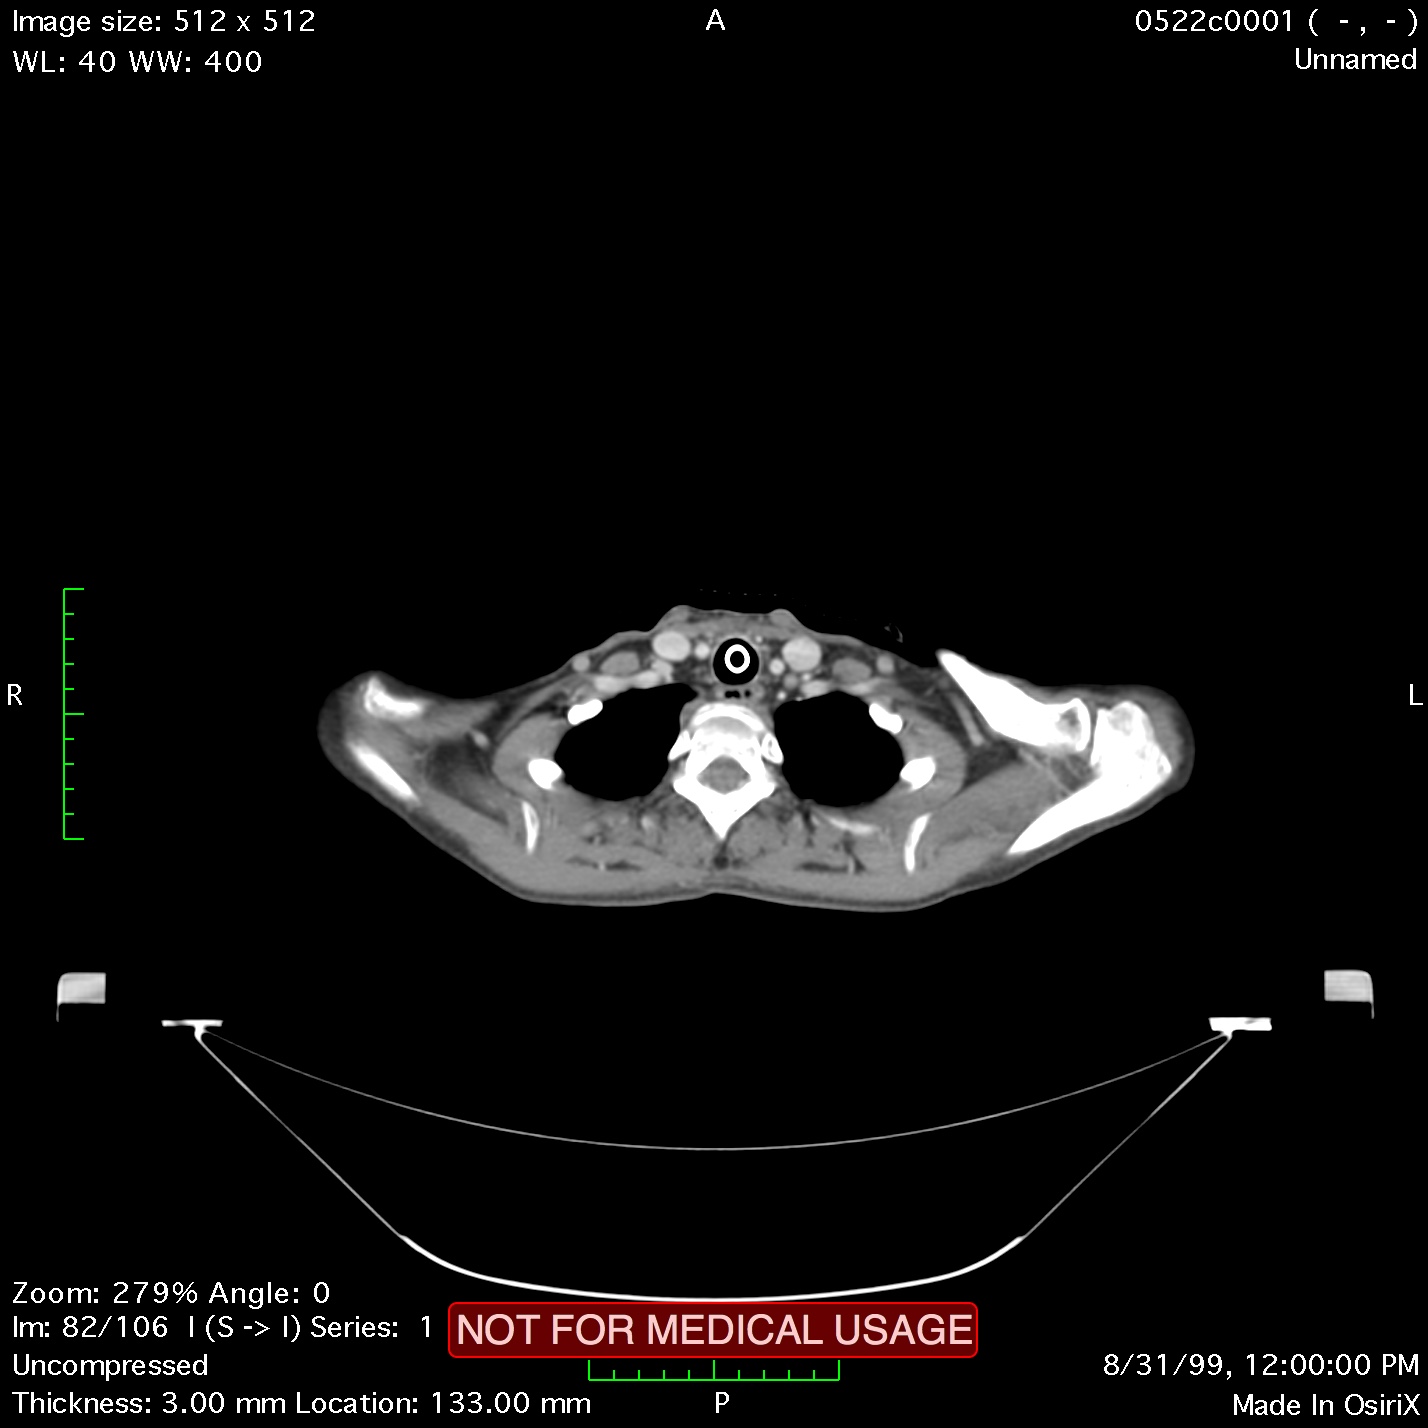 Image size: 512 x 512
WL: 40 WW: 400
A
0522c0001 ( - , - )
Unnamed
R
L
Zoom: 279% Angle: 0
Im: 82/106 I (S -> I) Series: 1
Uncompressed
Thickness: 3.00 mm Location: 133.00 mm
NOT FOR MEDICAL USAGE
P
8/31/99, 12:00:00 PM
Made In OsiriX